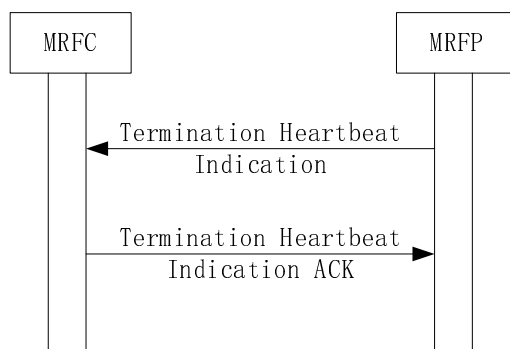 MRFC
MRFP
Termination Heartbeat
Indication
Termination Heartbeat
Indication ACK